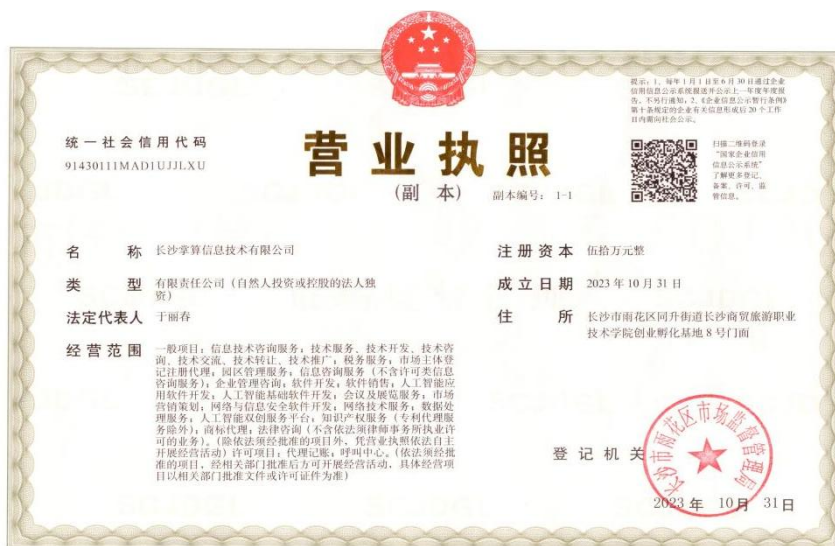 提示：1、每年1月1日至6月30日通过企业
信用信息公示系统报送并公示上一年度年度报
告，不另行通知；2、《企业信息公示暂行条例》
第十条规定的企业有关信息形成后20个工作
日内需向社会公示。
统一社会信用代码
91430111MAD1UJJLXU
营业执照
(副 本)
副本编号： 1-1
扫描二维码登录
“国家企业信用
信息公示系统”
了解更多登记、
备案、许可、监
管信息。
名 称 长沙掌算信息技术有限公司
类 型 有限责任公司（自然人投资或控股的法人独
资）
法定代表人 于丽春
经营范围 一般项目：信息技术咨询服务；技术服务、技术开发、技术咨
询、技术交流、技术转让、技术推广；税务服务；市场主体登
记注册代理；园区管理服务；信息咨询服务（不含许可类信息
咨询服务）；企业管理咨询；软件开发；软件销售；人工智能应
用软件开发；人工智能基础软件开发；会议及展览服务；市场
营销策划；网络与信息安全软件开发；网络技术服务；数据处
理服务；人工智能双创服务平台；知识产权服务（专利代理服
务除外）；商标代理；法律咨询（不含依法须律师事务所执业许
可的业务）。（除依法须经批准的项目外，凭营业执照依法自主
开展经营活动）许可项目：代理记账；呼叫中心。（依法须经批
准的项目，经相关部门批准后方可开展经营活动，具体经营项
目以相关部门批准文件或许可证件为准）
注册资本 伍拾万元整
成立日期 2023年10月31日
住 所 长沙市雨花区同升街道长沙商贸旅游职业
技术学院创业孵化基地8号门面
登记机关
长沙市雨花区市场监督管理局
2023年 10月 31日